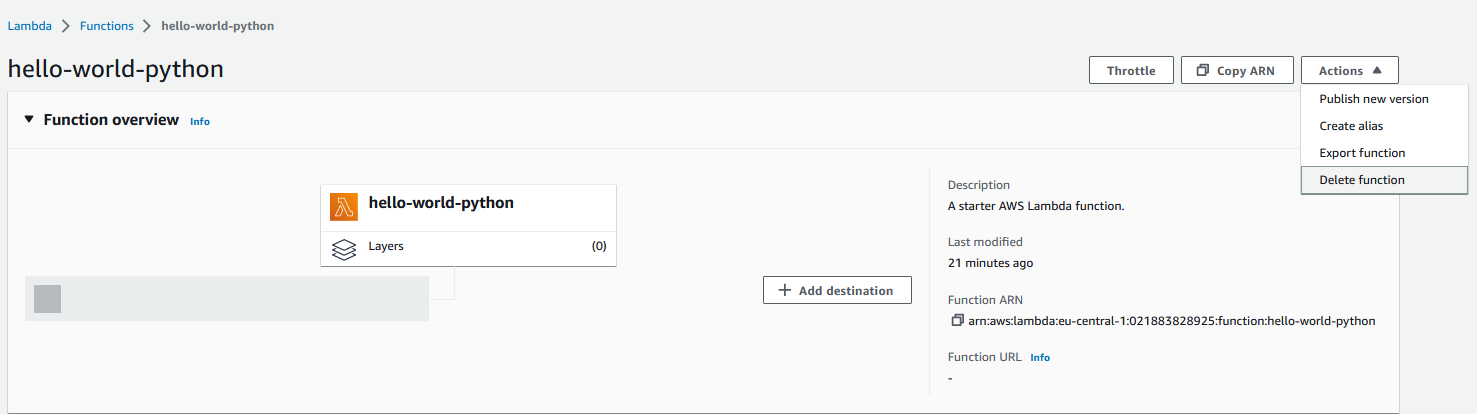 Lambda > Functions > hello-world-python
hello-world-python
Throttle
Copy ARN
Actions
Publish new version
Create alias
Export function
Delete function
Function overview Info
hello-world-python
Layers (0)
Add destination
Description
A starter AWS Lambda function.
Last modified
21 minutes ago
Function ARN
arn:aws:lambda:eu-central-1:021883828925:function:hello-world-python
Function URL Info
-